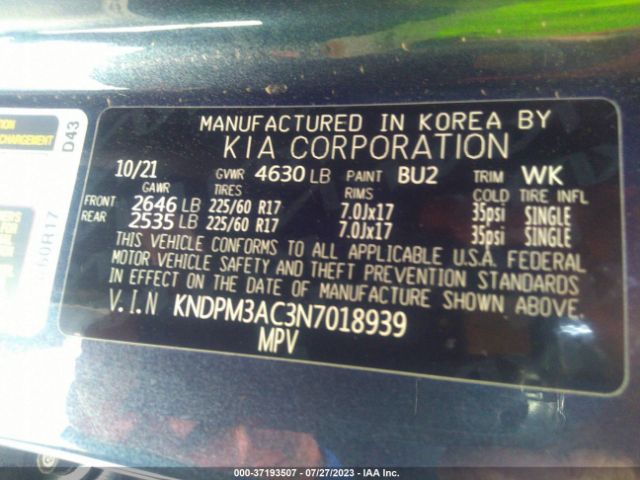 MANUFACTURED IN KOREA BY
KIA CORPORATION
10/21 GVWR 4630 LB PAINT BU2 TRIM WK
GAWR TIRES RIMS COLD TIRE INFL
FRONT 2646 LB 225/60 R17 7.0Jx17 35psi SINGLE
REAR 2535 LB 225/60 R17 7.0Jx17 35psi SINGLE
THIS VEHICLE CONFORMS TO ALL APPLICABLE U.S.A. FEDERAL
MOTOR VEHICLE SAFETY AND THEFT PREVENTION STANDARDS
IN EFFECT ON THE DATE OF MANUFACTURE SHOWN ABOVE.
V.I.N KNDPM3AC3N7018939
MPV
D43
CHARGEMENT
60R17
000-37193507 / 07/27/2023 / IAA Inc.